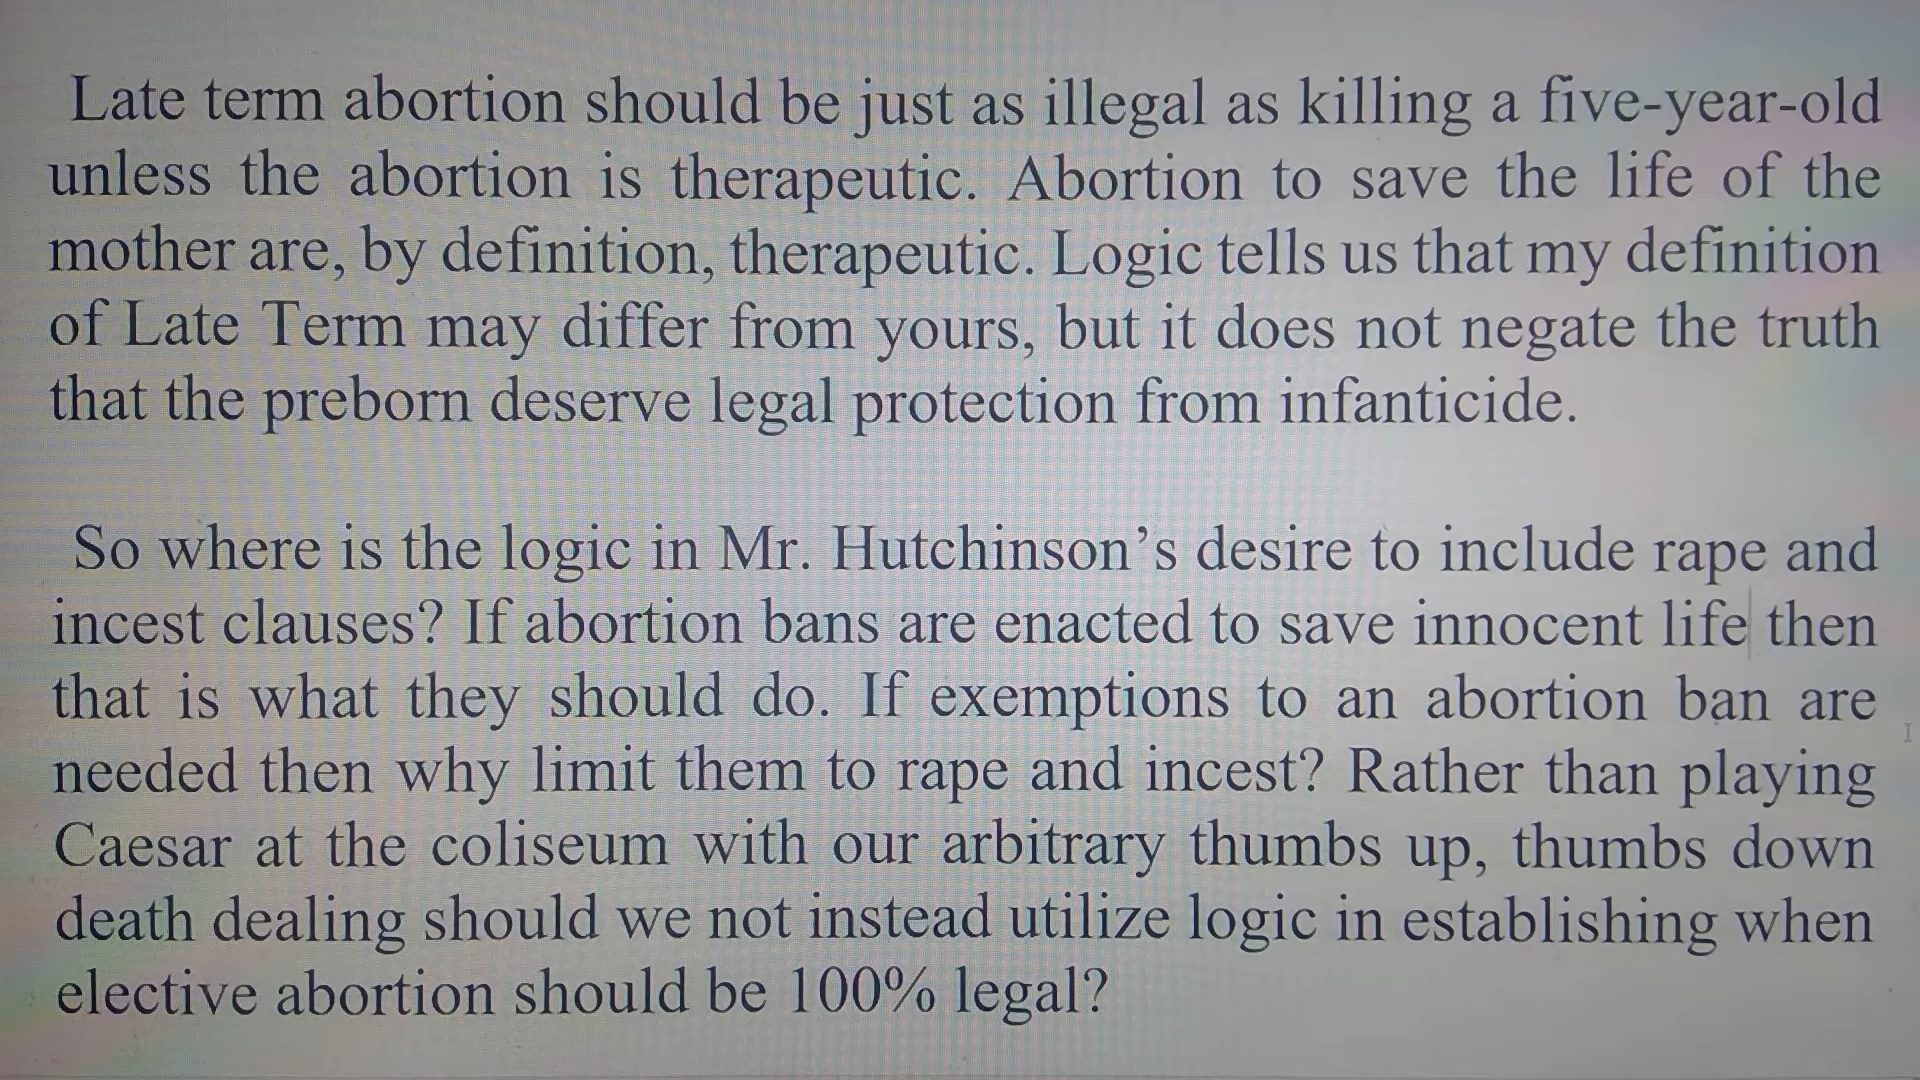 Late term abortion should be just as illegal as killing a five-year-old
unless the abortion is therapeutic. Abortion to save the life of the
mother are, by definition, therapeutic. Logic tells us that my definition
of Late Term may differ from yours, but it does not negate the truth
that the preborn deserve legal protection from infanticide.
So where is the logic in Mr. Hutchinson’s desire to include rape and
incest clauses? If abortion bans are enacted to save innocent life then
that is what they should do. If exemptions to an abortion ban are
needed then why limit them to rape and incest? Rather than playing
Caesar at the coliseum with our arbitrary thumbs up, thumbs down
death dealing should we not instead utilize logic in establishing when
elective abortion should be 100% legal?